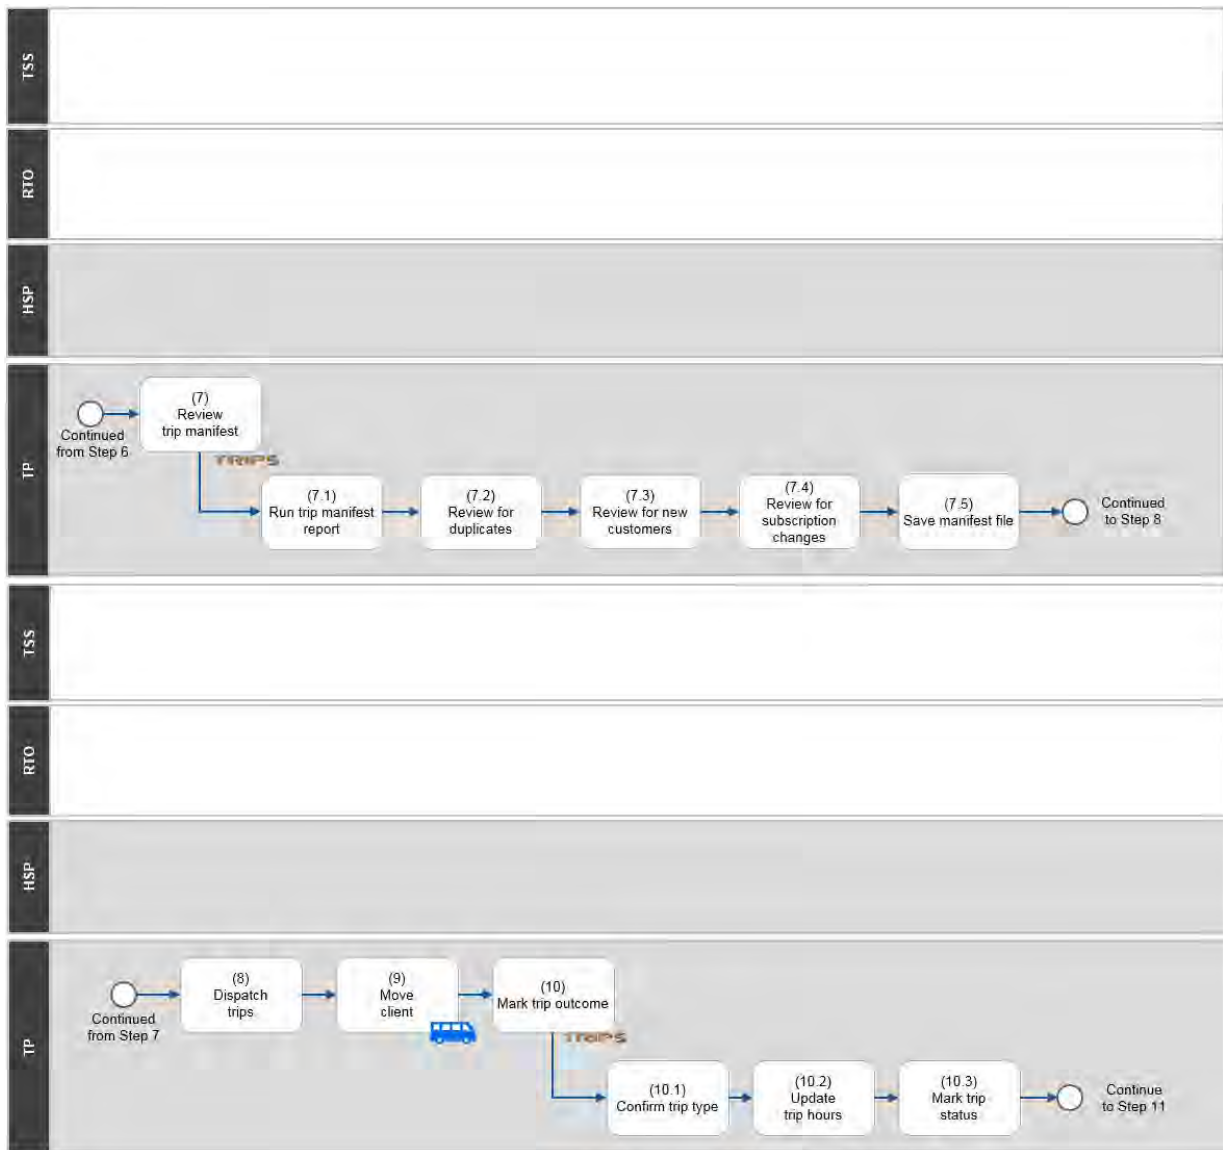 TSS
RTO
HSP
TP
Continued
from Step 6
(7)
Review
trip manifest
TRIPS
(7.1)
Run trip manifest
report
(7.2)
Review for
duplicates
(7.3)
Review for new
customers
(7.4)
Review for
subscription
changes
(7.5)
Save manifest file
Continued
to Step 8
TSS
RTO
HSP
TP
Continued
from Step 7
(8)
Dispatch
trips
(9)
Move
client
(10)
Mark trip outcome
TRIPS
(10.1)
Confirm trip type
(10.2)
Update
trip hours
(10.3)
Mark trip
status
Continue
to Step 11